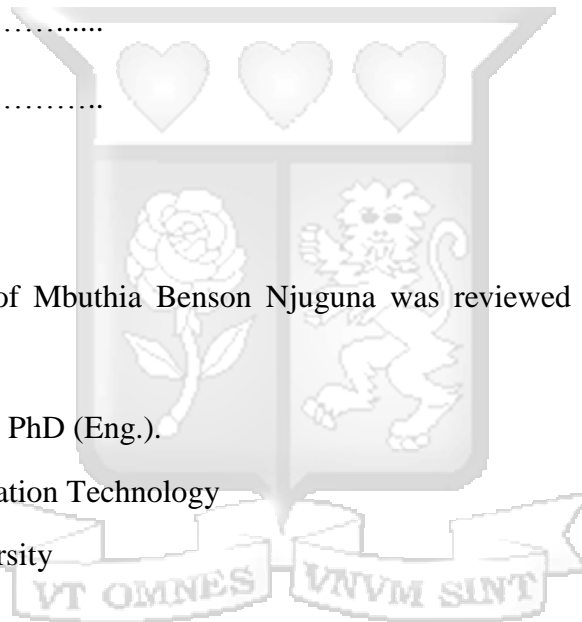 ………......
…………..
of Mbuthia Benson Njuguna was reviewed
PhD (Eng.).
ation Technology
rsity
VT OMNES VNVM SINT